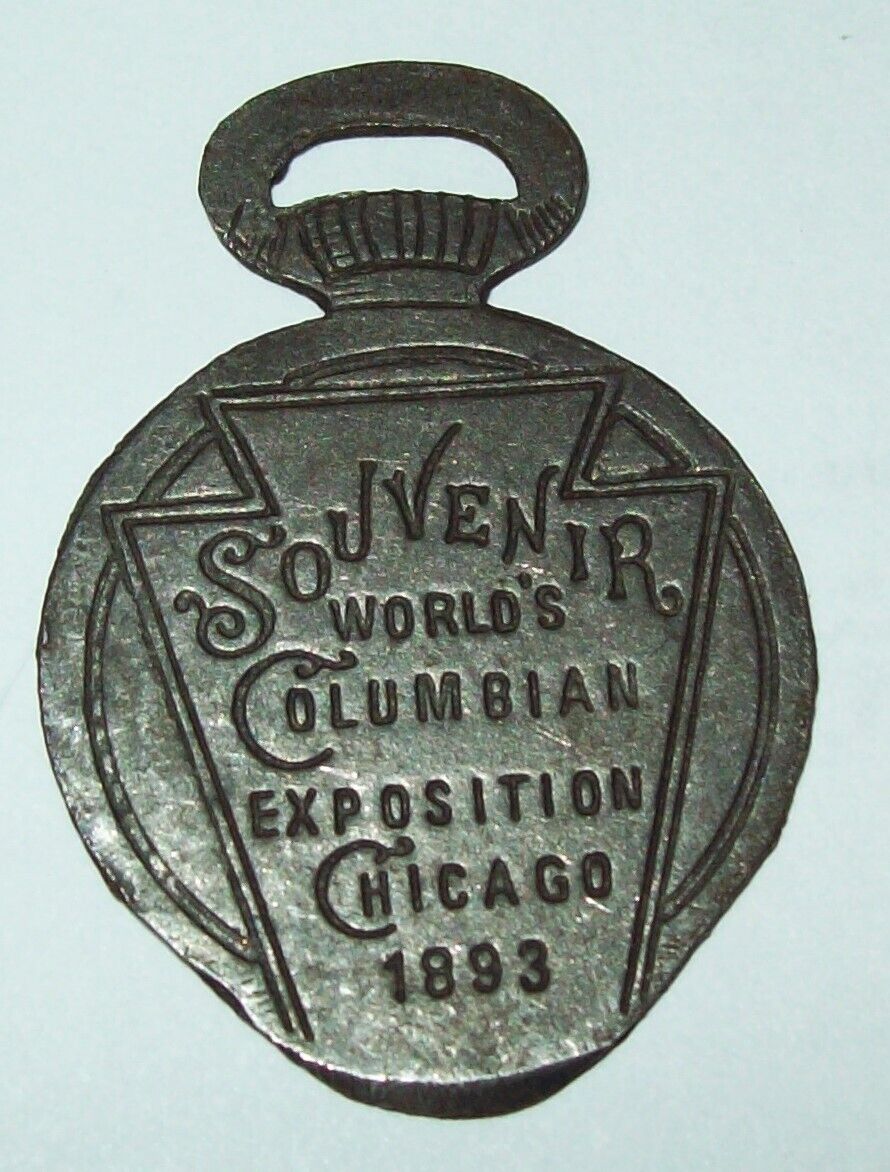 SOUVENIR
WORLD'S
COLUMBIAN
EXPOSITION
CHICAGO
1893